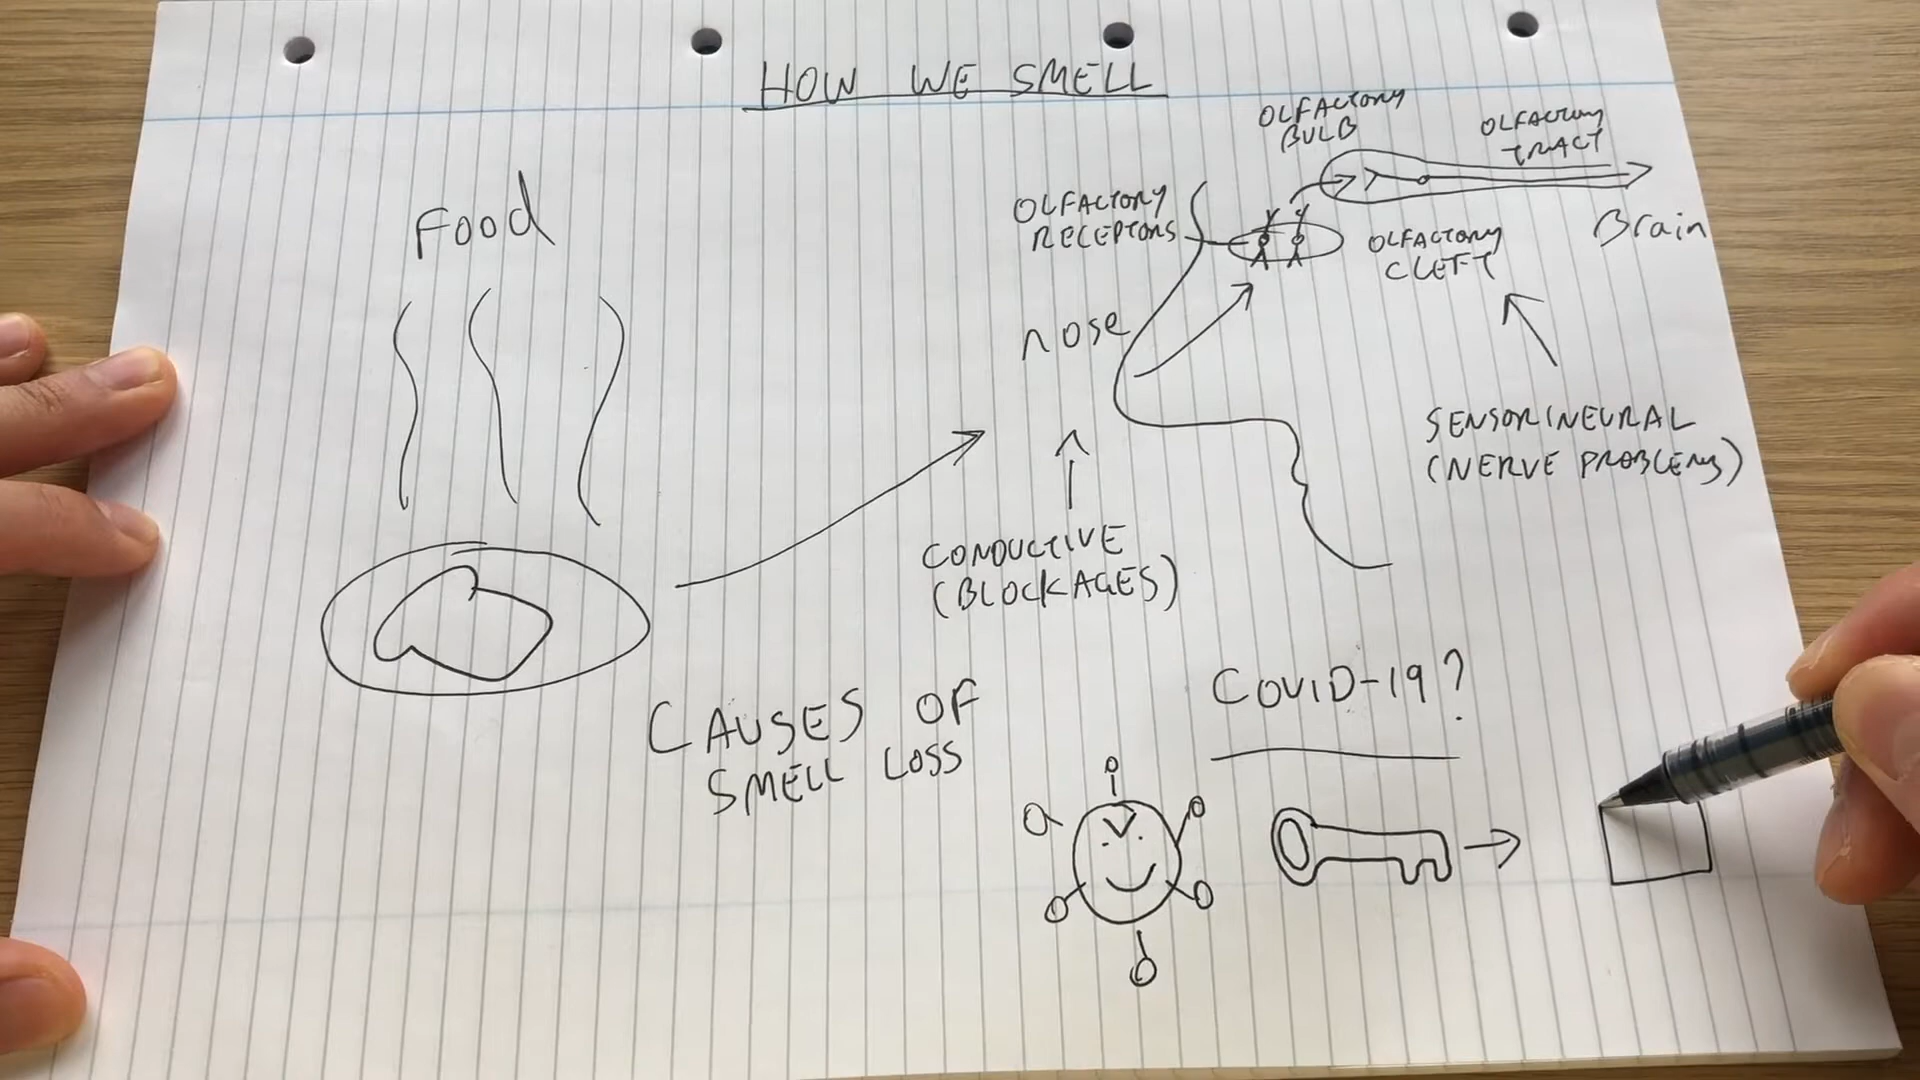 HOW WE SMELL
OLFACTORY
BULB
OLFACTORY
TRACT
Food
OLFACTORY
RECEPTORS
OLFACTORY
CLEFT
Brain
nose
SENSORINEURAL
(NERVE PROBLEMS)
CONDUCTIVE
(BLOCKAGES)
CAUSES OF
SMELL LOSS
COVID-19?